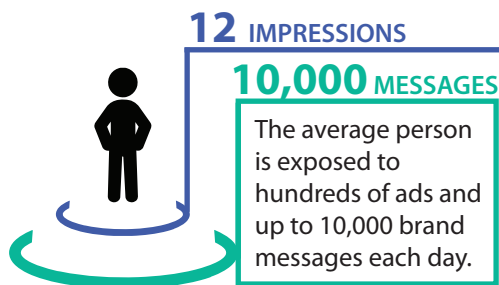 12 IMPRESSIONS
10,000 MESSAGES
The average person
is exposed to
hundreds of ads and
up to 10,000 brand
messages each day.